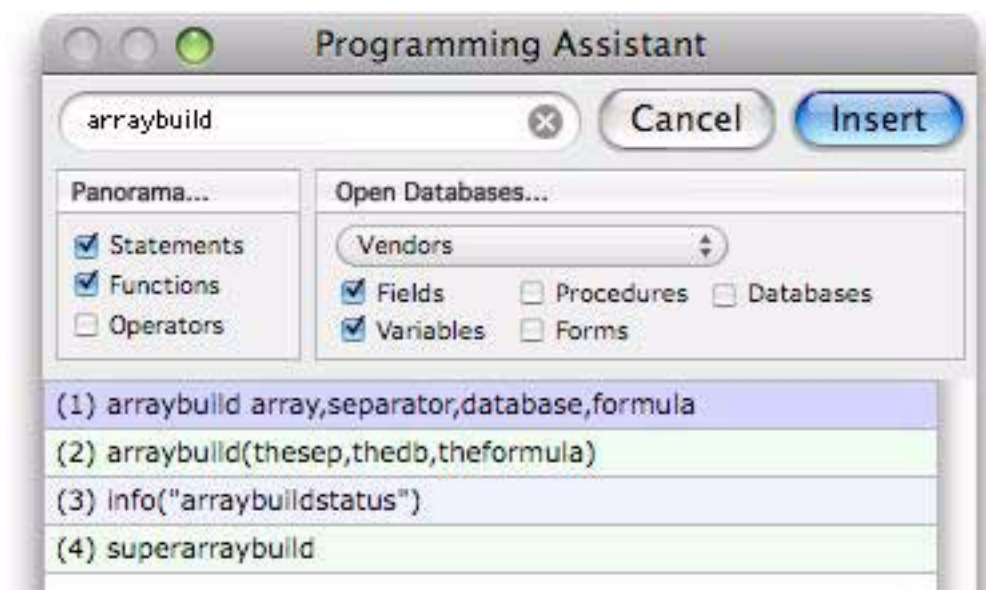 Programming Assistant
arraybuild
Cancel
Insert
Panorama...
Open Databases...
Statements
Functions
Operators
Vendors
Fields
Procedures
Databases
Variables
Forms
(1) arraybuild array,separator,database,formula
(2) arraybuild(thesep,thedb,theformula)
(3) info("arraybuildstatus")
(4) superarraybuild